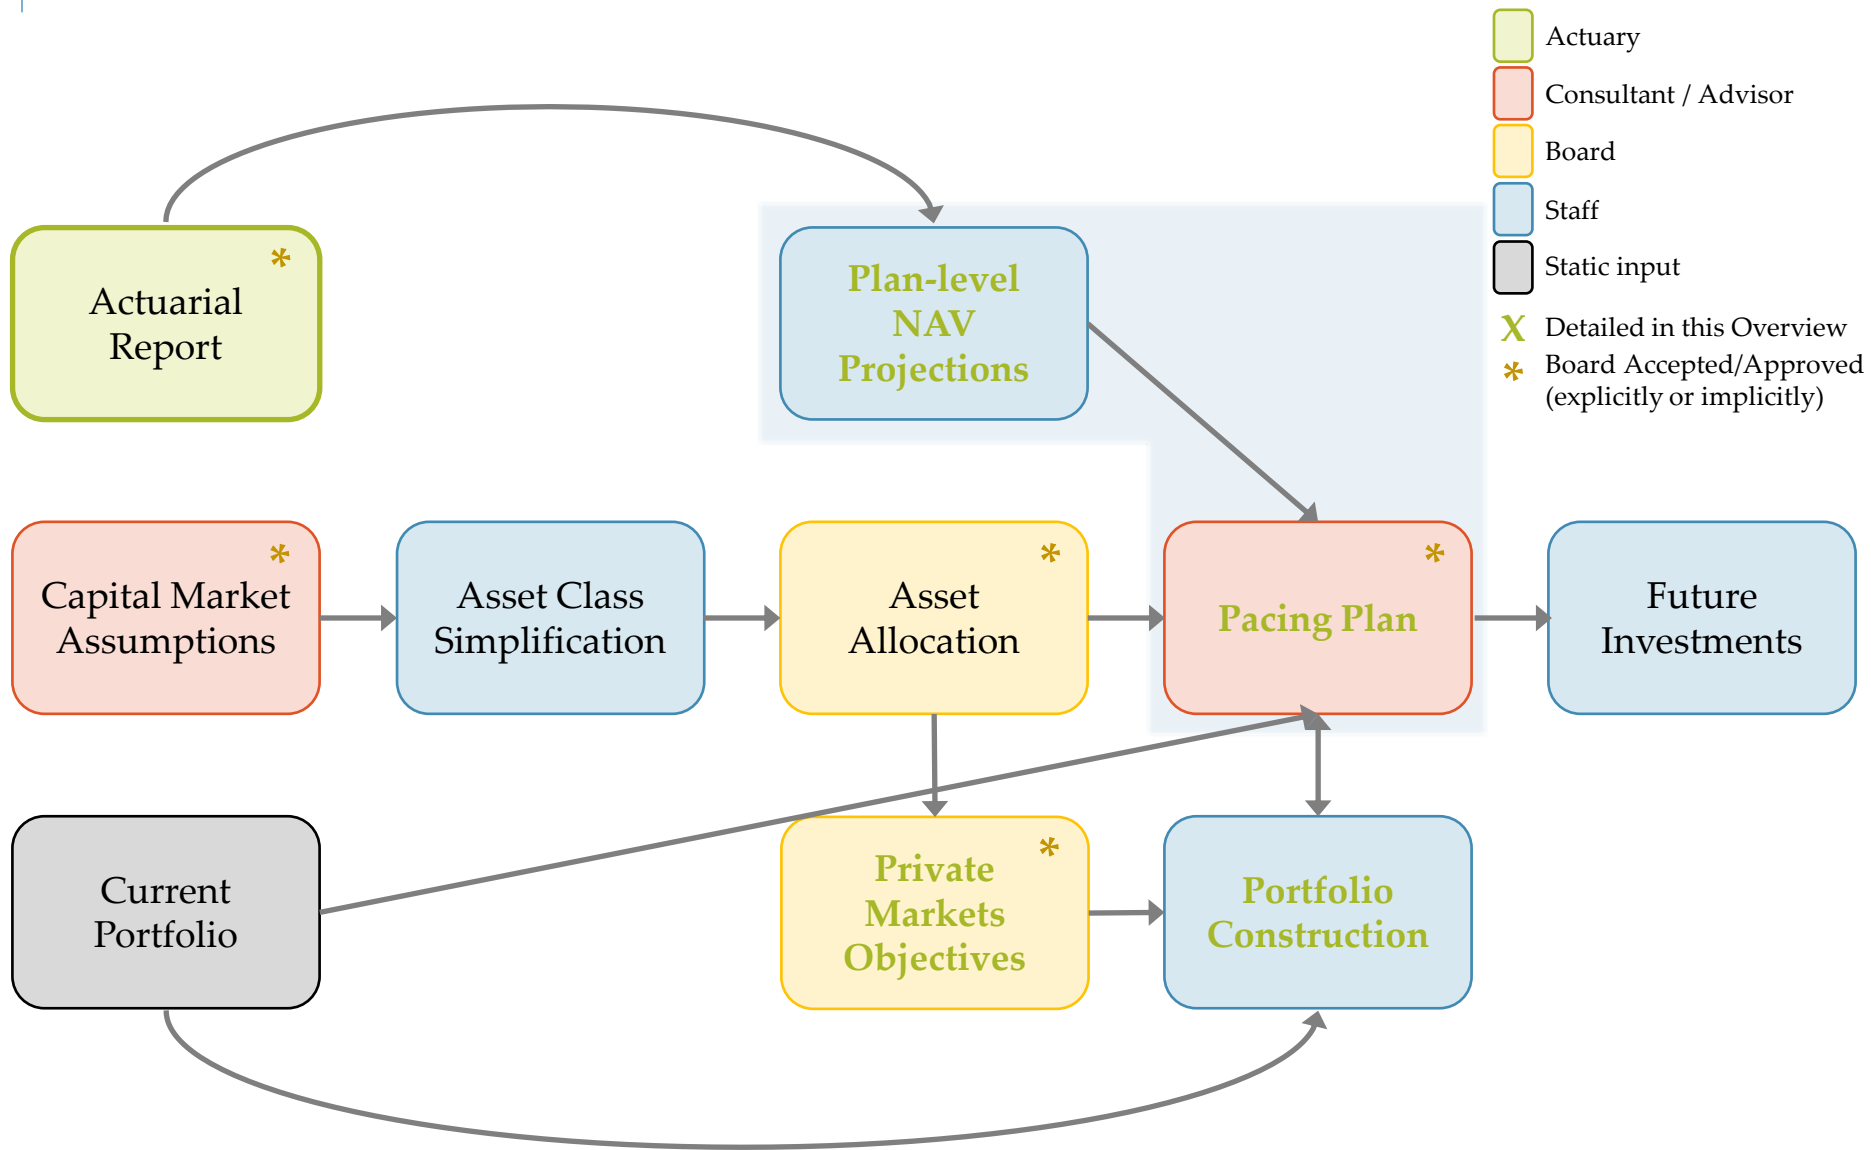 Actuary
Consultant / Advisor
Board
Staff
Static input
X Detailed in this Overview
* Board Accepted/Approved
(explicitly or implicitly)
*
Actuarial
Report
Plan-level
NAV
Projections
*
Capital Market
Assumptions
Asset Class
Simplification
*
Asset
Allocation
*
Pacing Plan
Future
Investments
Current
Portfolio
*
Private
Markets
Objectives
Portfolio
Construction